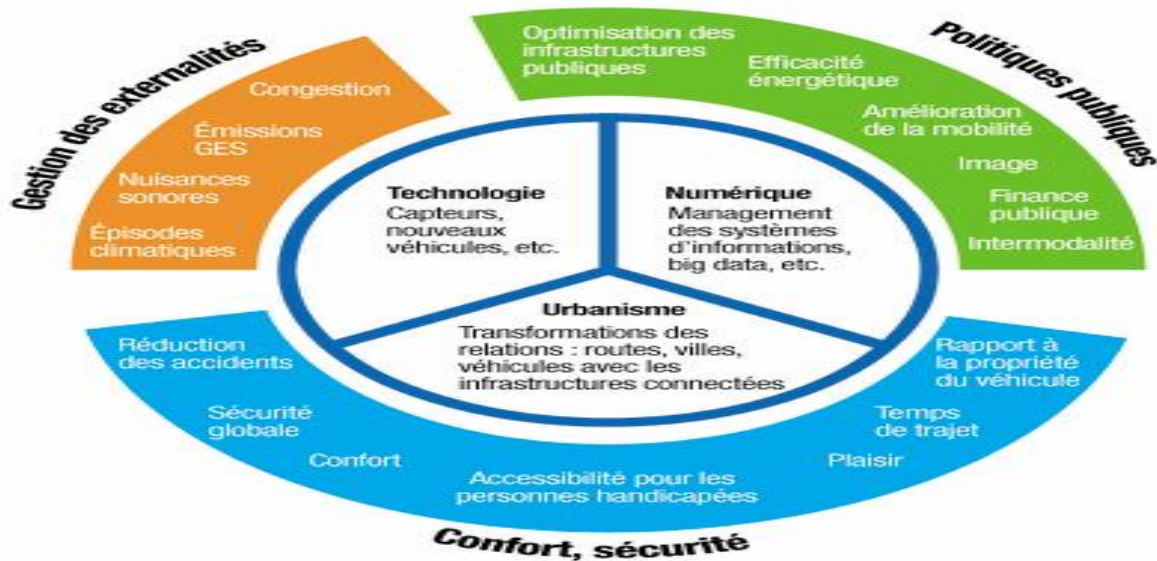 Gestion des externalités
Congestion
Émissions
GES
Nuisances
sonores
Épisodes
climatiques
Politiques publiques
Optimisation des
infrastructures
publiques
Efficacité
énergétique
Amélioration
de la mobilité
Image
Finance
publique
Intermodalité
Technologie
Capteurs,
nouveaux
véhicules, etc.
Numérique
Management
des systèmes
d'informations,
big data, etc.
Urbanisme
Transformations des
relations : routes, villes,
véhicules avec les
infrastructures connectées
Réduction
des accidents
Sécurité
globale
Confort
Accessibilité pour les
personnes handicapées
Plaisir
Temps
de trajet
Rapport à
la propriété
du véhicule
Confort, sécurité